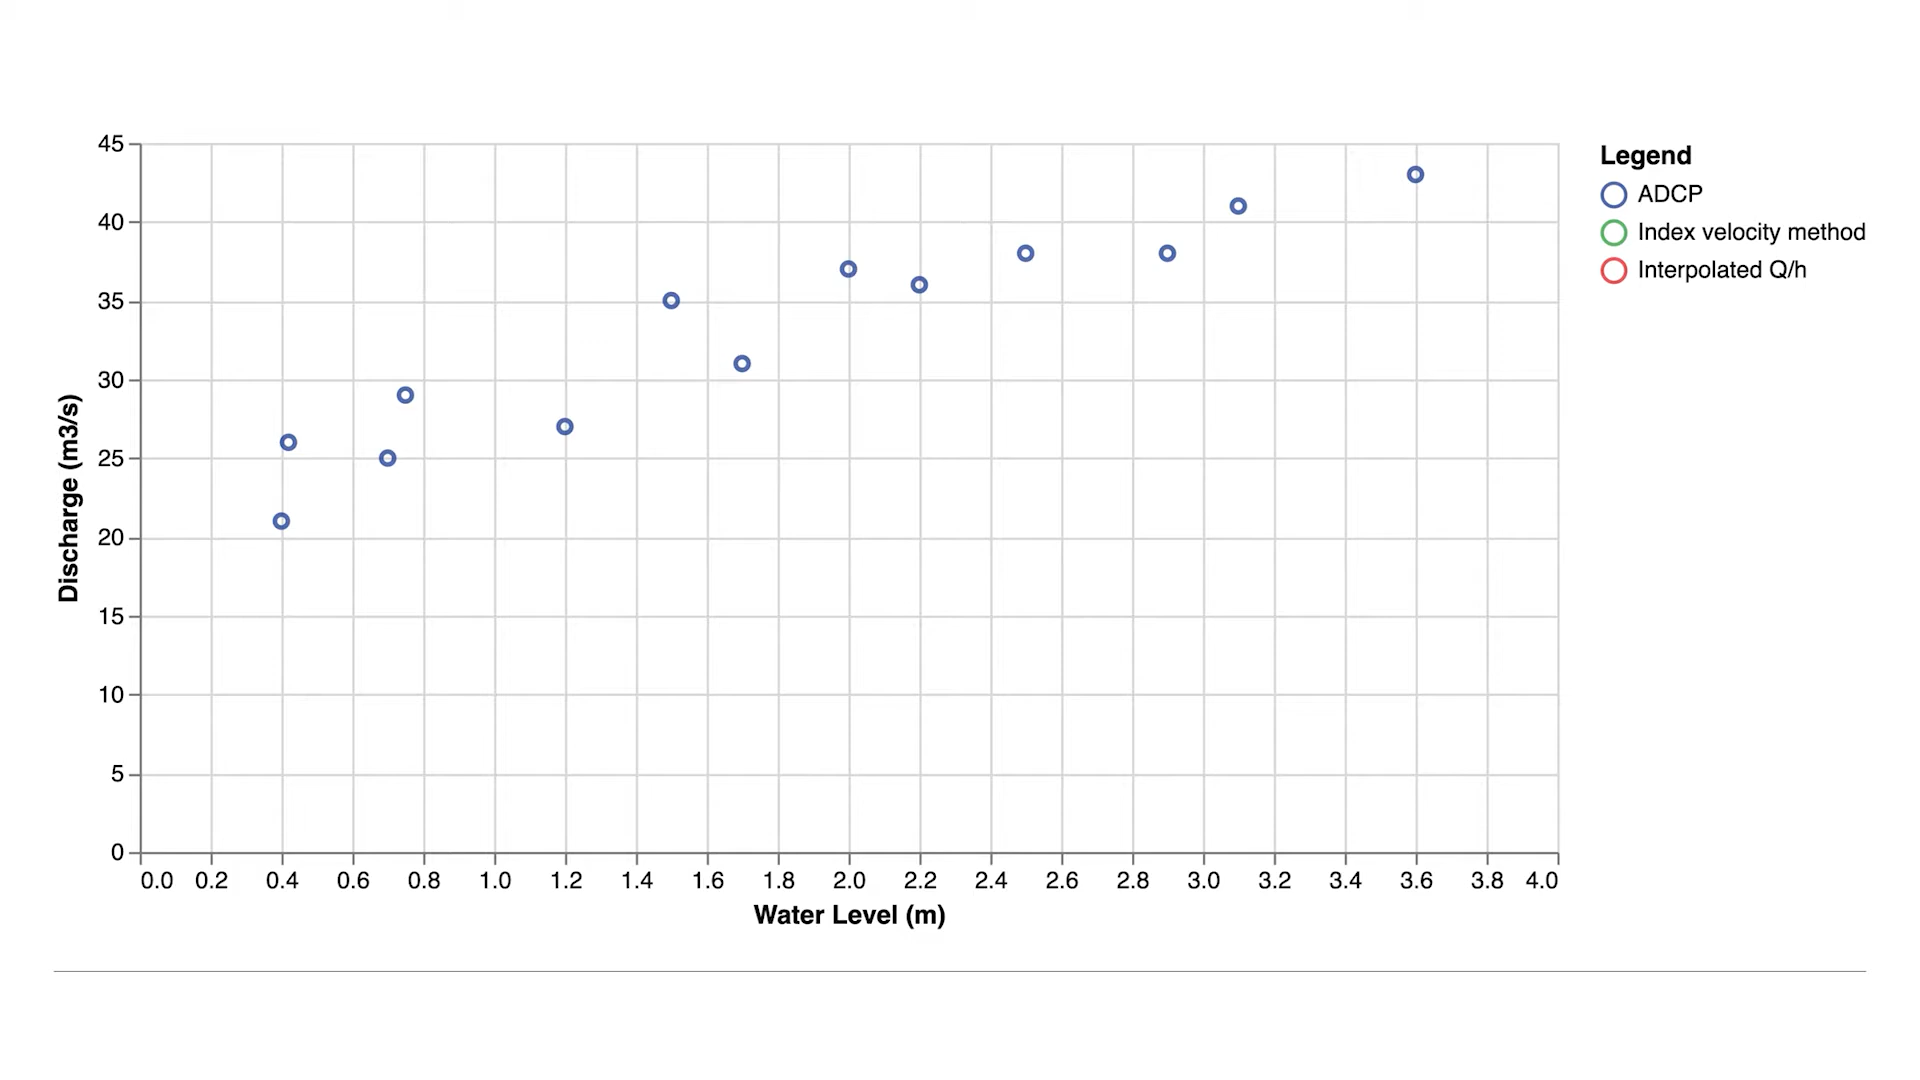 45
40
35
30
25
20
15
10
5
0
Discharge (m3/s)
0.0 0.2 0.4 0.6 0.8 1.0 1.2 1.4 1.6 1.8 2.0 2.2 2.4 2.6 2.8 3.0 3.2 3.4 3.6 3.8 4.0
Water Level (m)
Legend
ADCP
Index velocity method
Interpolated Q/h